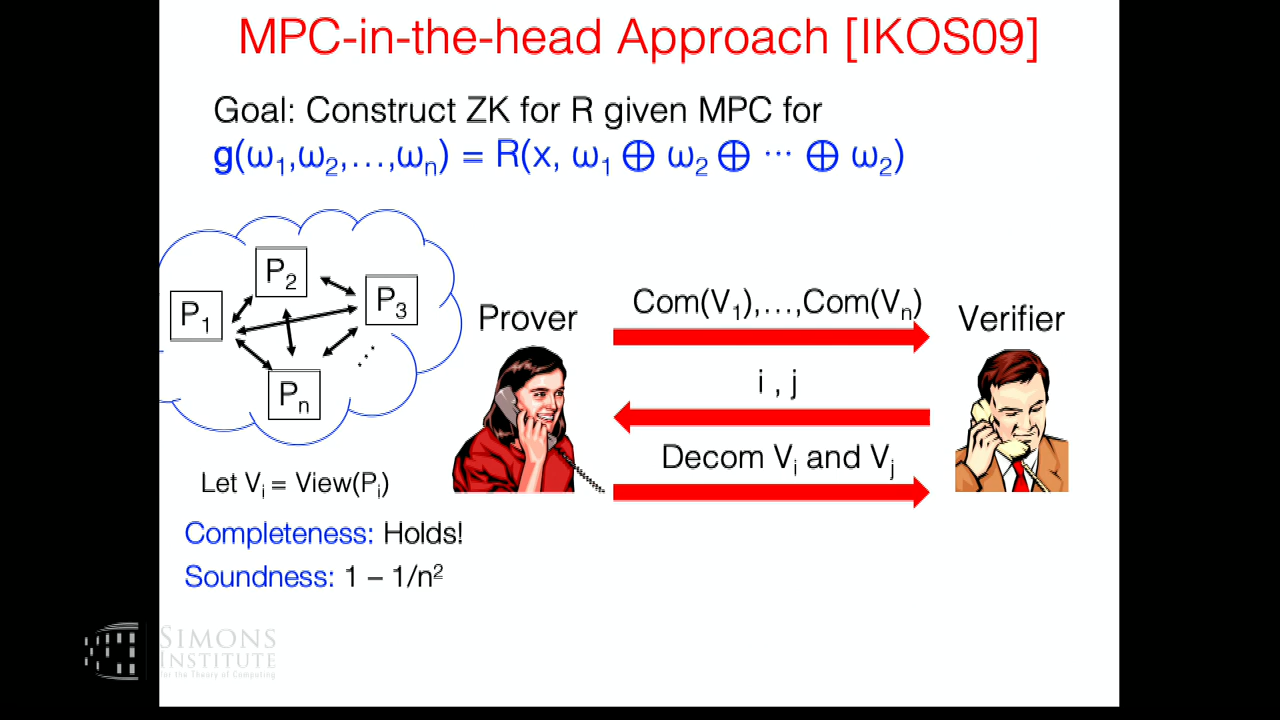 MPC-in-the-head Approach [IKOS09]
Goal: Construct ZK for R given MPC for
g(ω₁,ω₂,…,ωₙ) = R(x, ω₁ ⊕ ω₂ ⊕ ··· ⊕ ω₂)
P₂
P₁
P₃
Pₙ
Let Vᵢ = View(Pᵢ)
Prover
Com(V₁),…,Com(Vₙ)
Verifier
i , j
Decom Vᵢ and Vⱼ
Completeness: Holds!
Soundness: 1 – 1/n²
SIMONS
INSTITUTE
for the Theory of Computing